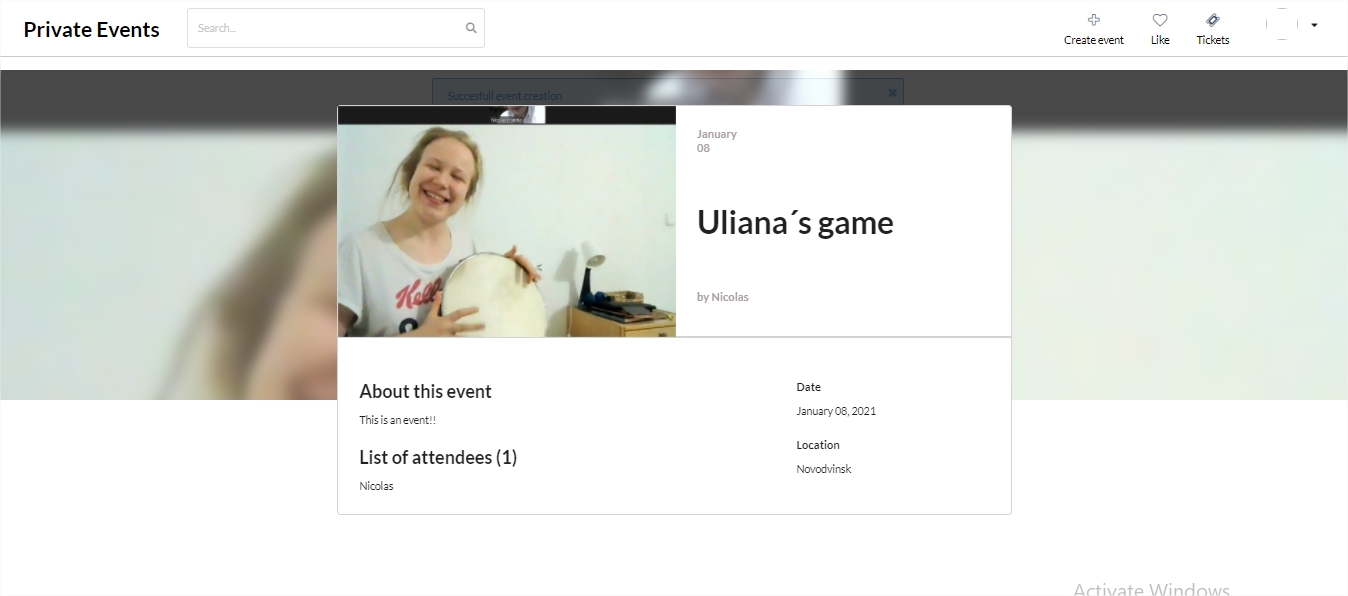 Private Events
Search...
Create event
Like
Tickets
Succesfull event creation
January
08
Uliana´s game
by Nicolas
About this event
This is an event!!
List of attendees (1)
Nicolas
Date
January 08, 2021
Location
Novodvinsk
Activate Windows